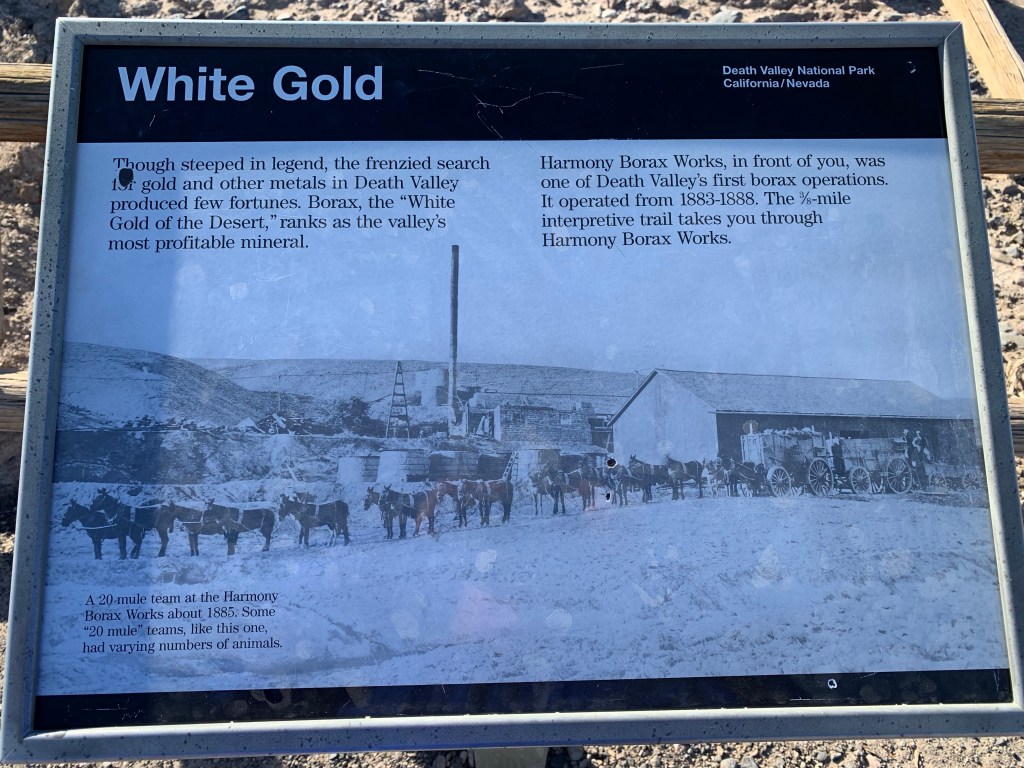 White Gold
Death Valley National Park
California/Nevada
Though steeped in legend, the frenzied search
for gold and other metals in Death Valley
produced few fortunes. Borax, the “White
Gold of the Desert,” ranks as the valley’s
most profitable mineral.
Harmony Borax Works, in front of you, was
one of Death Valley’s first borax operations.
It operated from 1883-1888. The ⅜-mile
interpretive trail takes you through
Harmony Borax Works.
A 20-mule team at the Harmony
Borax Works about 1885. Some
“20 mule” teams, like this one,
had varying numbers of animals.